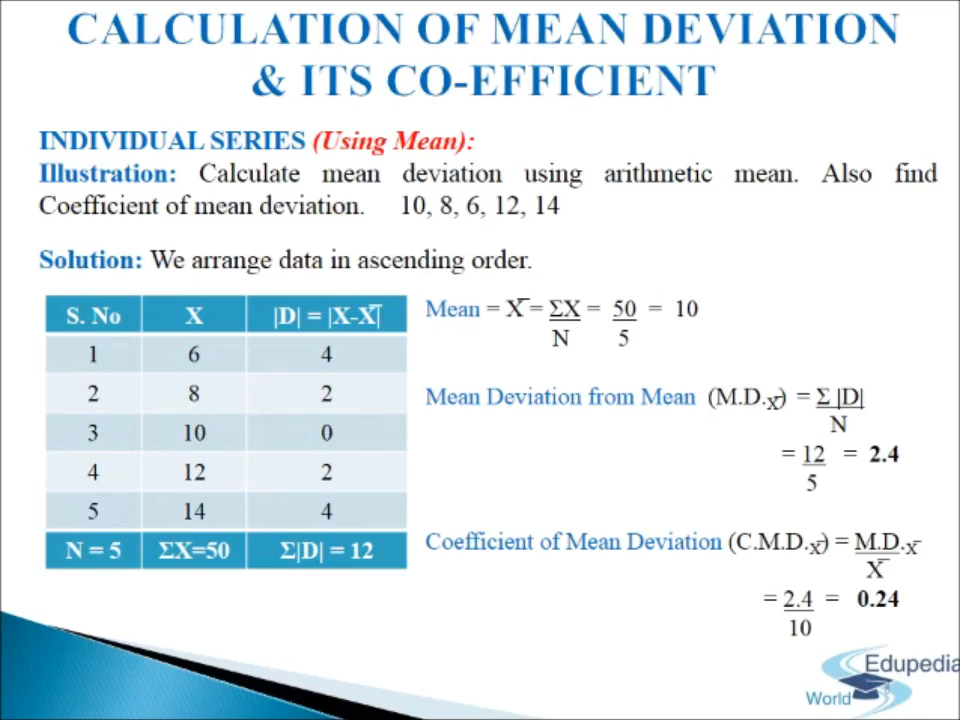 CALCULATION OF MEAN DEVIATION
& ITS CO-EFFICIENT
INDIVIDUAL SERIES (Using Mean):
Illustration: Calculate mean deviation using arithmetic mean. Also find
Coefficient of mean deviation. 10, 8, 6, 12, 14
Solution: We arrange data in ascending order.
S. No X |D| = |X-X̅|
1 6 4
2 8 2
3 10 0
4 12 2
5 14 4
N = 5 ΣX=50 Σ|D| = 12
Mean = X̅ = ΣX = 50 = 10
N 5
Mean Deviation from Mean (M.D.X̅) = Σ |D|
N
= 12 = 2.4
5
Coefficient of Mean Deviation (C.M.D.X̅) = M.D.X̅
X̅
= 2.4 = 0.24
10
Edupedia
World